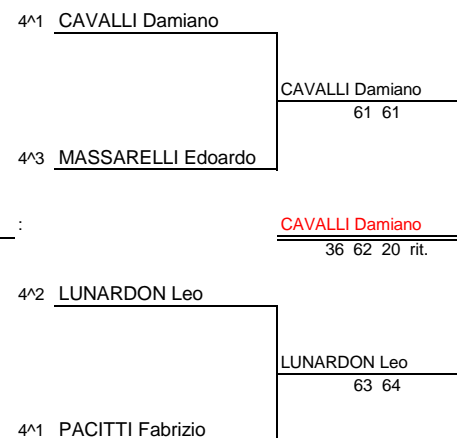 4^1 CAVALLI Damiano
CAVALLI Damiano
61 61
4^3 MASSARELLI Edoardo
: CAVALLI Damiano
36 62 20 rit.
4^2 LUNARDON Leo
LUNARDON Leo
63 64
4^1 PACITTI Fabrizio